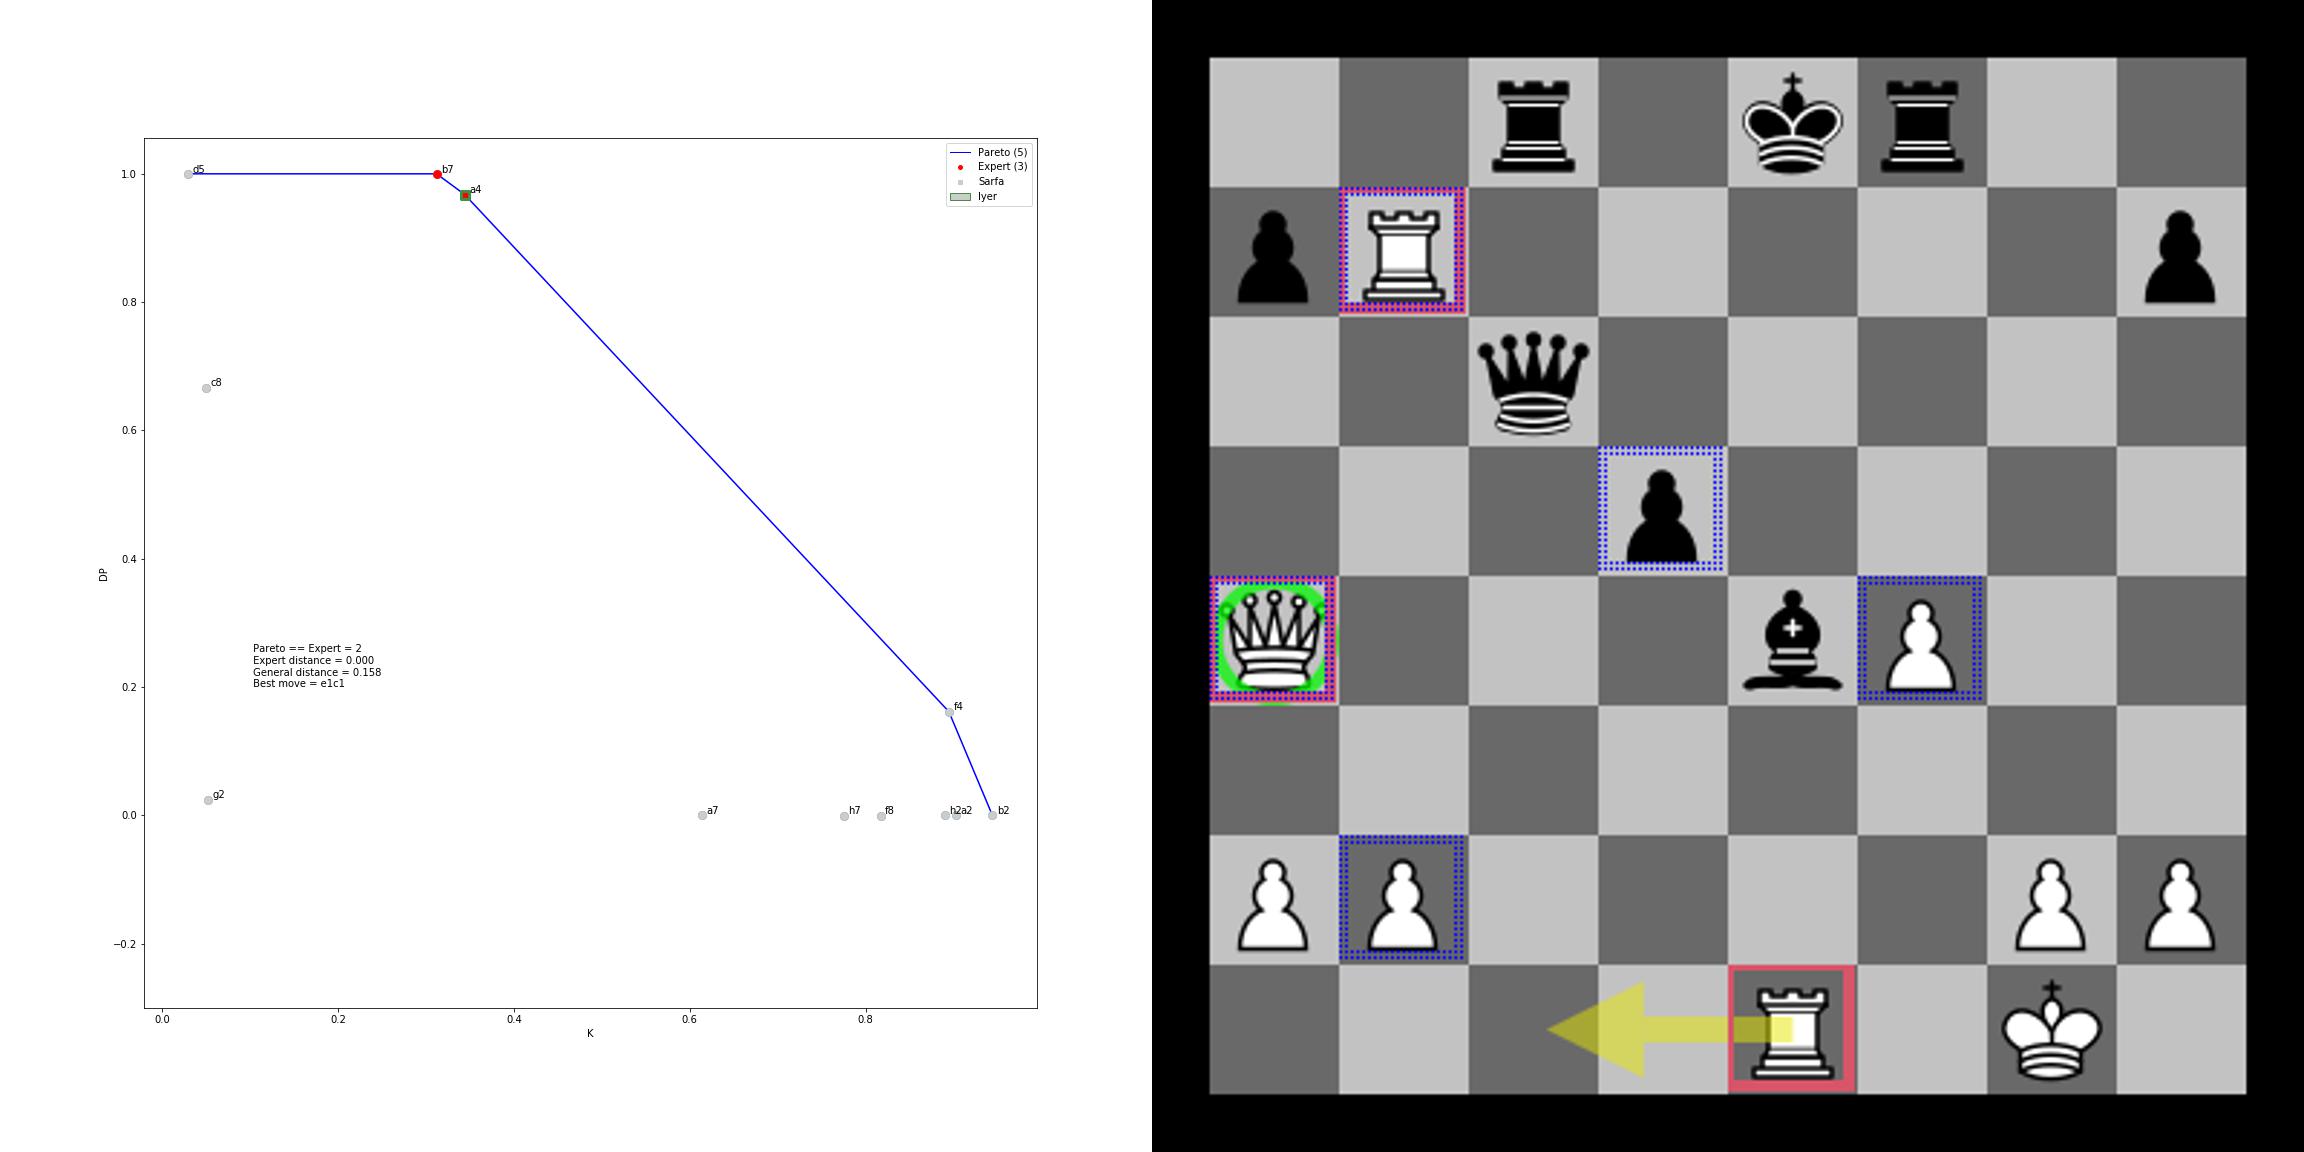 Pareto (5)
Expert (3)
Sarfa
Iyer
1.0
d5
b7
a4
0.8
c8
0.6
0.4
DP
Pareto == Expert = 2
Expert distance = 0.000
General distance = 0.158
Best move = e1c1
0.2
f4
g2
0.0
a7
h7
f8
h2
a2
b2
−0.2
0.0
0.2
0.4
0.6
0.8
K